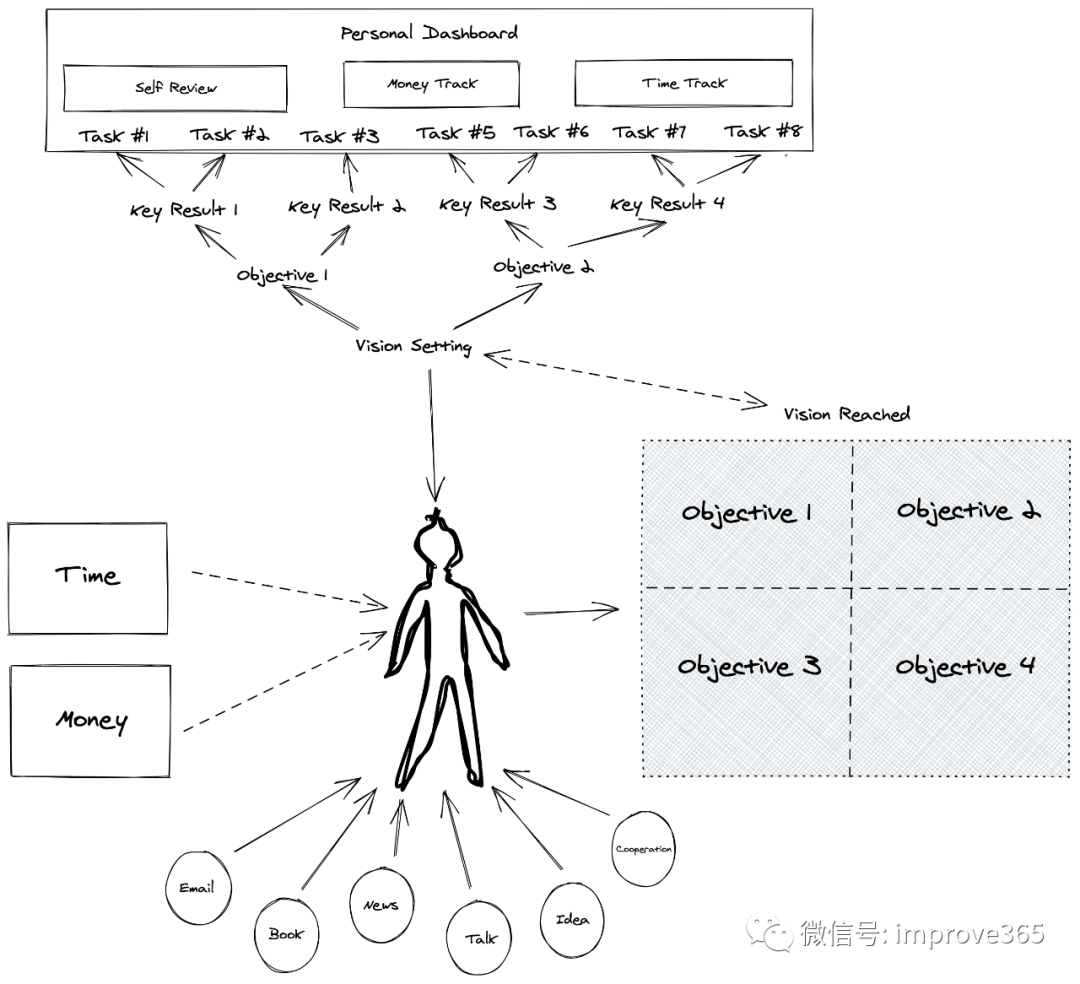 Personal Dashboard
Self Review
Money Track
Time Track
Task #1
Task #2
Task #3
Task #5
Task #6
Task #7
Task #8
Key Result 1
Key Result 2
Key Result 3
Key Result 4
Objective 1
Objective 2
Vision Setting
Vision Reached
Objective 1
Objective 2
Objective 3
Objective 4
Time
Money
Email
Book
News
Talk
Idea
Cooperation
微信号: improve365